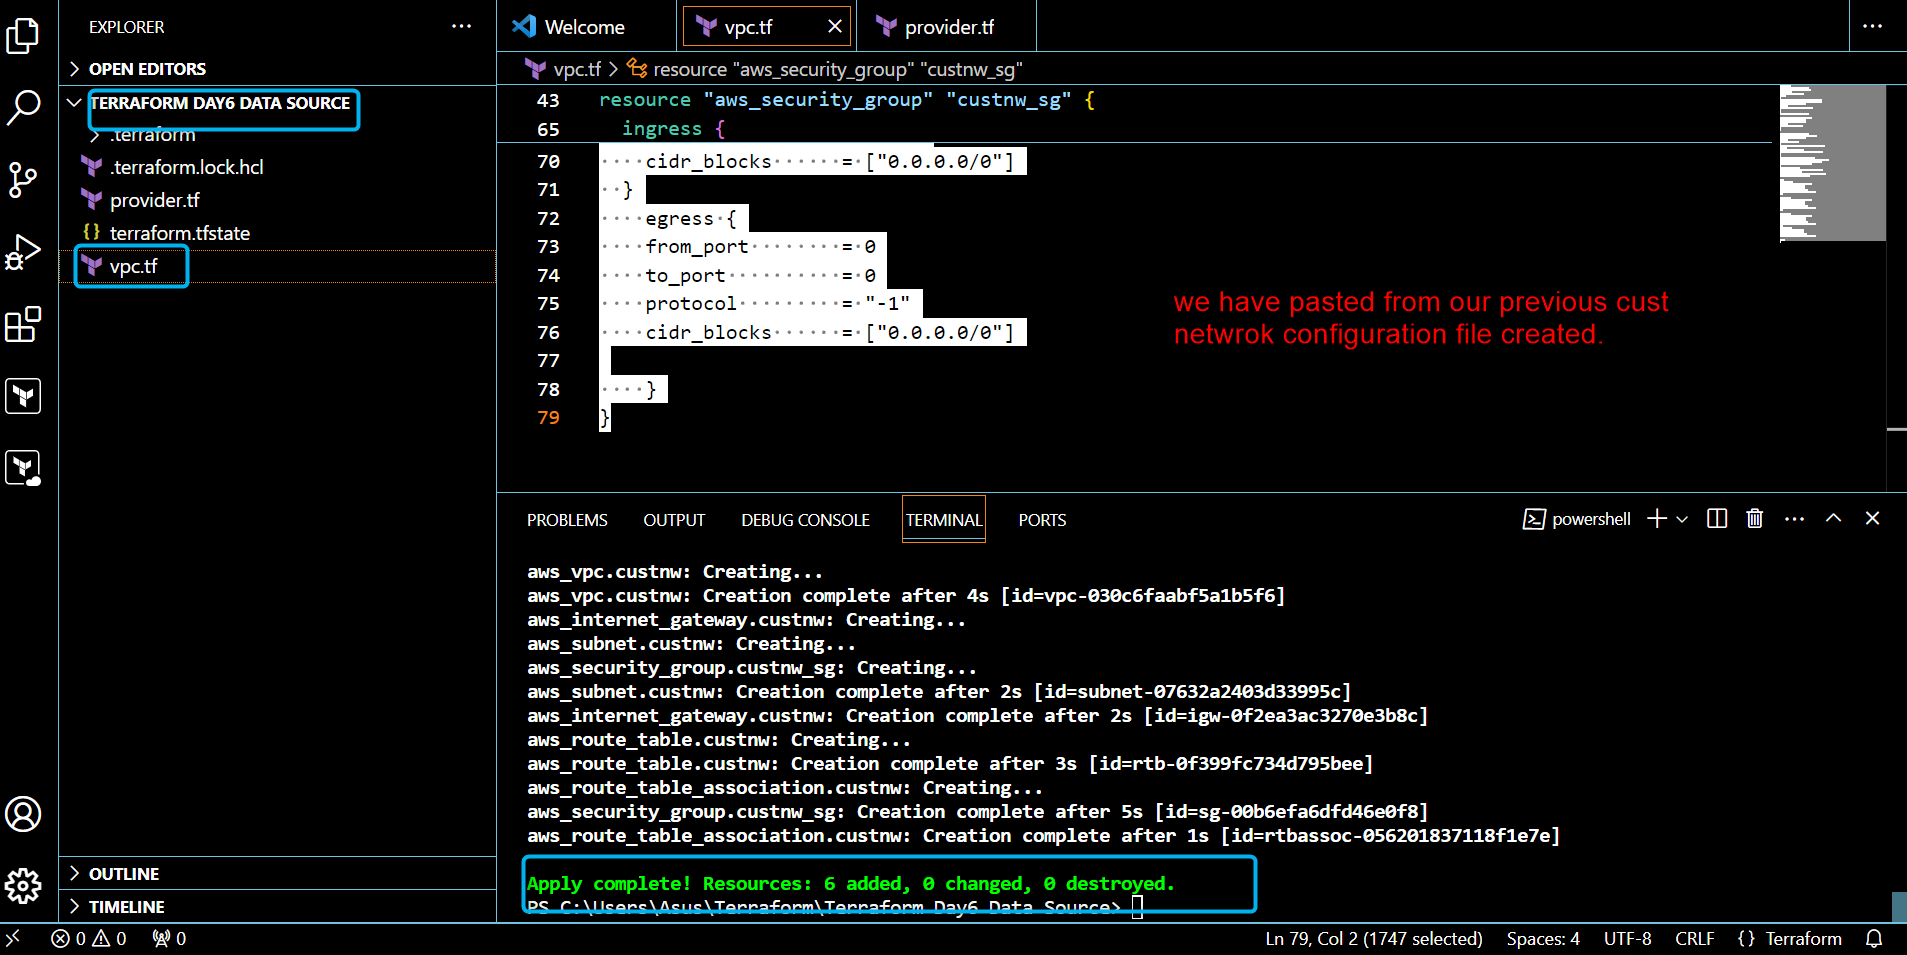 EXPLORER
OPEN EDITORS
TERRAFORM DAY6 DATA SOURCE
.terraform
.terraform.lock.hcl
provider.tf
{} terraform.tfstate
vpc.tf
OUTLINE
TIMELINE
Welcome
vpc.tf
provider.tf
vpc.tf > resource "aws_security_group" "custnw_sg"
43 resource "aws_security_group" "custnw_sg" {
65 ingress {
70 ····cidr_blocks······=·["0.0.0.0/0"]
71 ··}
72 ····egress·{
73 ····from_port········=·0
74 ····to_port··········=·0
75 ····protocol·········=·"-1"
76 ····cidr_blocks······=·["0.0.0.0/0"]
77
78 ····}
79 }
we have pasted from our previous cust
netwrok configuration file created.
PROBLEMS OUTPUT DEBUG CONSOLE TERMINAL PORTS
powershell
aws_vpc.custnw: Creating...
aws_vpc.custnw: Creation complete after 4s [id=vpc-030c6faabf5a1b5f6]
aws_internet_gateway.custnw: Creating...
aws_subnet.custnw: Creating...
aws_security_group.custnw_sg: Creating...
aws_subnet.custnw: Creation complete after 2s [id=subnet-07632a2403d33995c]
aws_internet_gateway.custnw: Creation complete after 2s [id=igw-0f2ea3ac3270e3b8c]
aws_route_table.custnw: Creating...
aws_route_table.custnw: Creation complete after 3s [id=rtb-0f399fc734d795bee]
aws_route_table_association.custnw: Creating...
aws_security_group.custnw_sg: Creation complete after 5s [id=sg-00b6efa6dfd46e0f8]
aws_route_table_association.custnw: Creation complete after 1s [id=rtbassoc-056201837118f1e7e]
Apply complete! Resources: 6 added, 0 changed, 0 destroyed.
PS C:\Users\Asus\Terraform\Terraform Day6 Data Source>
0 0 0
Ln 79, Col 2 (1747 selected) Spaces: 4 UTF-8 CRLF {} Terraform